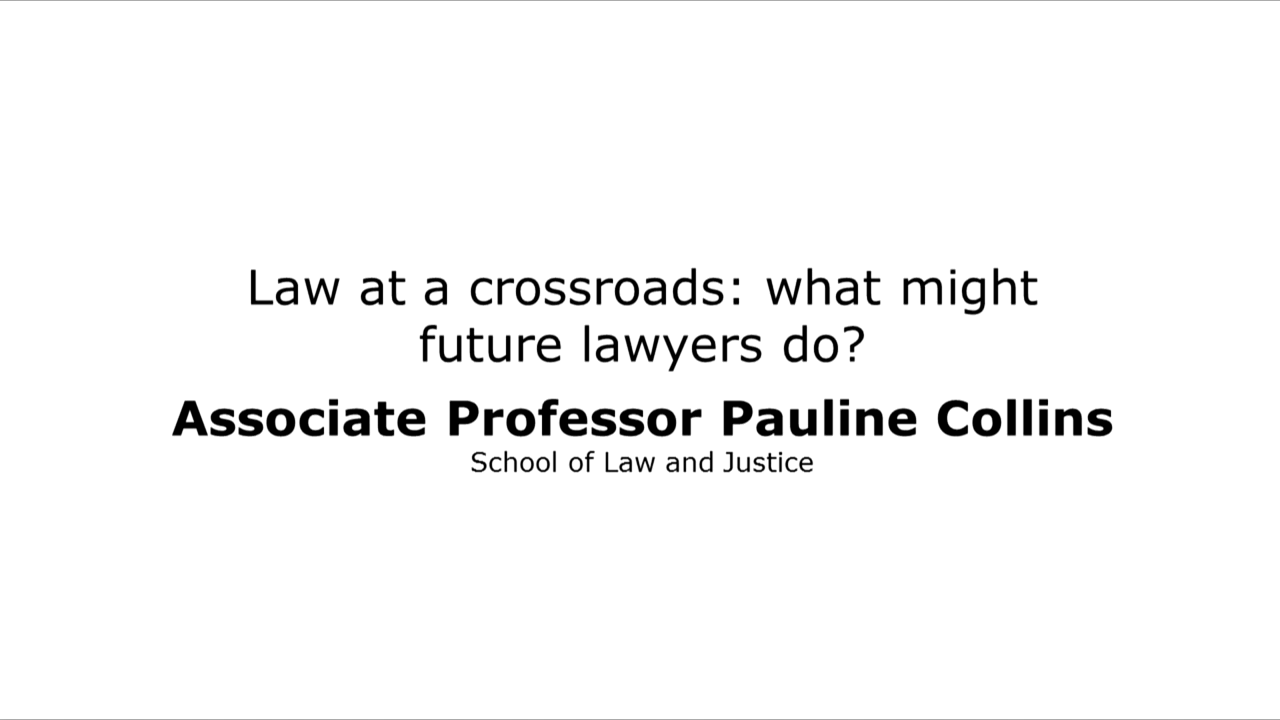 Law at a crossroads: what might
future lawyers do?
Associate Professor Pauline Collins
School of Law and Justice